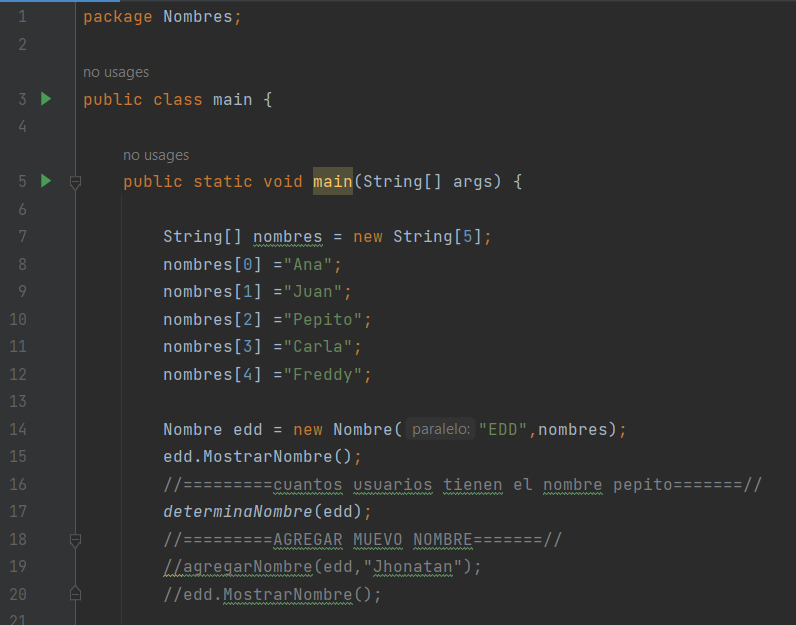 1 package Nombres;
2
no usages
3 public class main {
4
no usages
5 public static void main(String[] args) {
6
7 String[] nombres = new String[5];
8 nombres[0] ="Ana";
9 nombres[1] ="Juan";
10 nombres[2] ="Pepito";
11 nombres[3] ="Carla";
12 nombres[4] ="Freddy";
13
14 Nombre edd = new Nombre( paralelo: "EDD",nombres);
15 edd.MostrarNombre();
16 //=========cuantos usuarios tienen el nombre pepito=======//
17 determinaNombre(edd);
18 //=========AGREGAR MUEVO NOMBRE=======//
19 //agregarNombre(edd,"Jhonatan");
20 //edd.MostrarNombre();
21